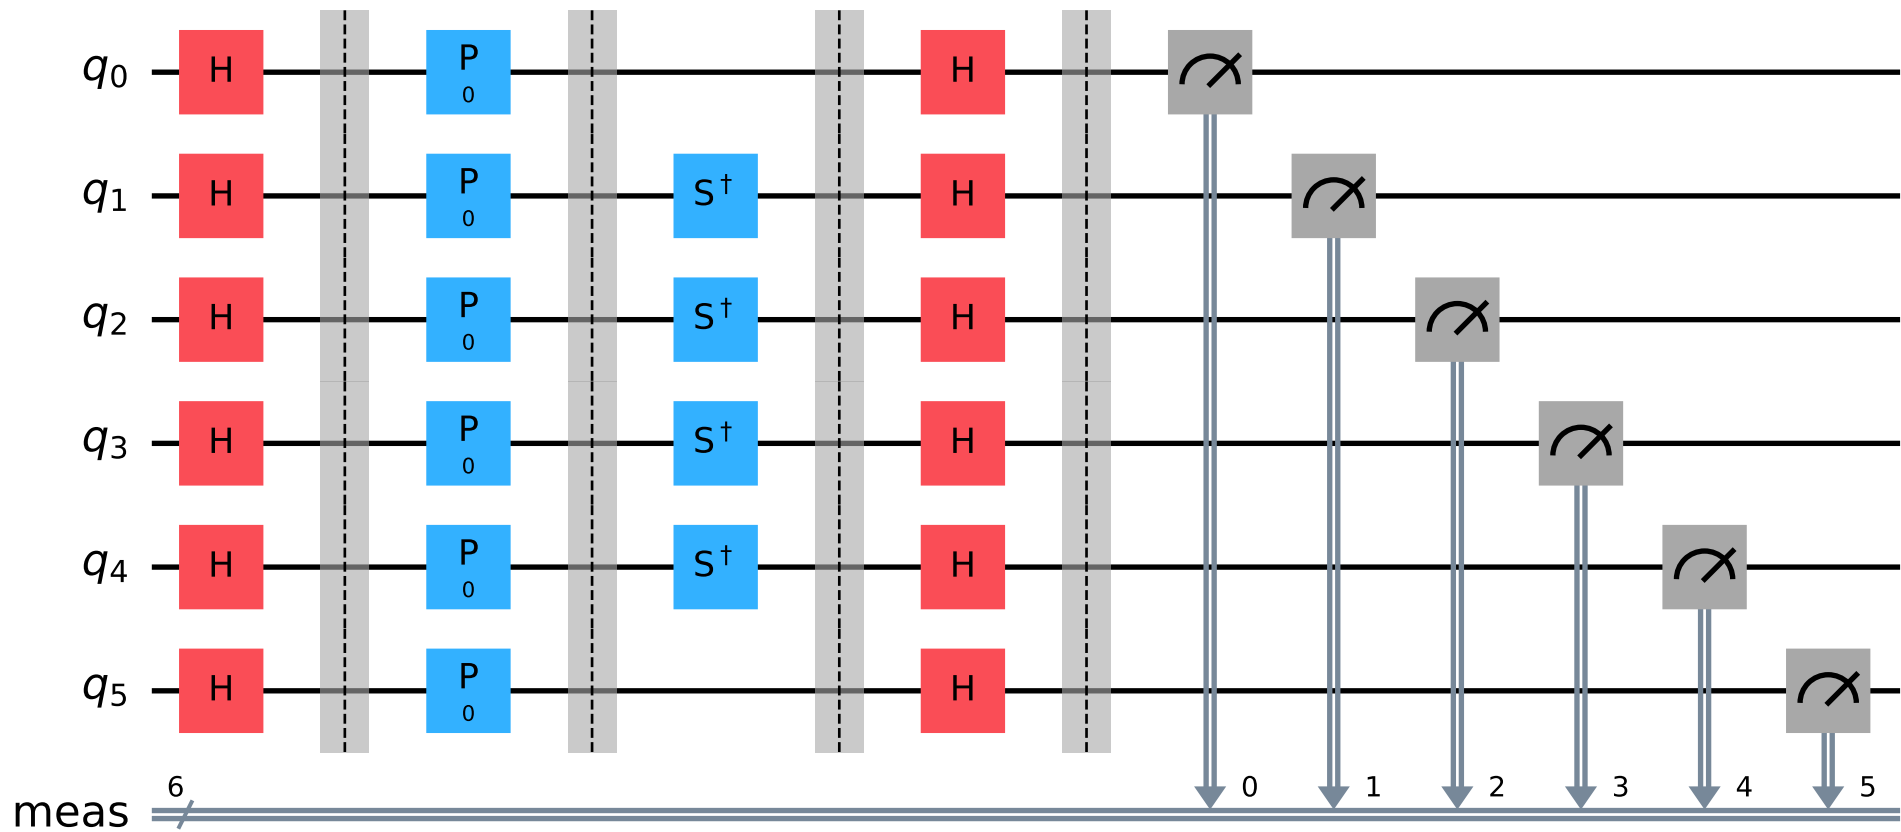 q0 H P 0 H
q1 H P 0 S† H
q2 H P 0 S† H
q3 H P 0 S† H
q4 H P 0 S† H
q5 H P 0 H
6 0 1 2 3 4 5
meas